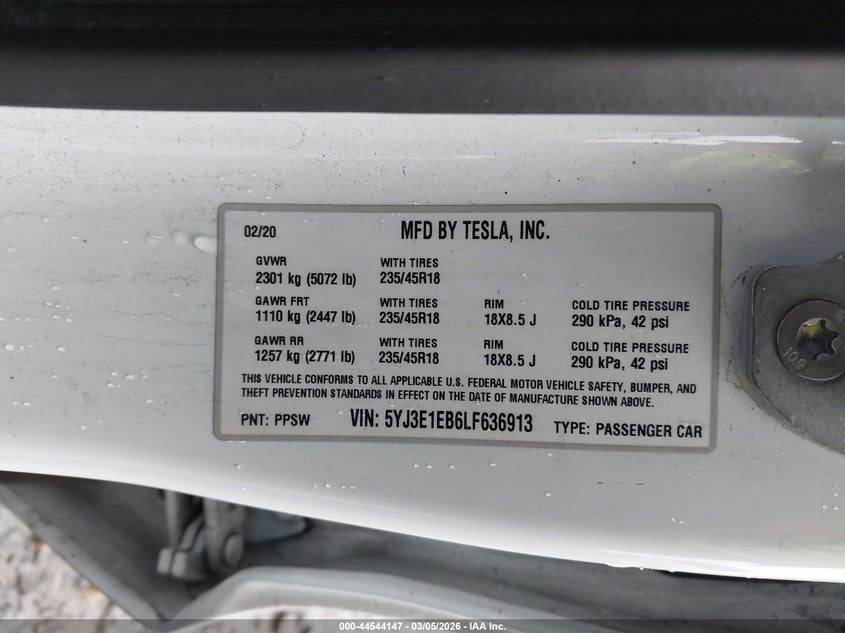 02/20 MFD BY TESLA, INC.
GVWR WITH TIRES
2301 kg (5072 lb) 235/45R18
GAWR FRT WITH TIRES RIM COLD TIRE PRESSURE
1110 kg (2447 lb) 235/45R18 18X8.5 J 290 kPa, 42 psi
GAWR RR WITH TIRES RIM COLD TIRE PRESSURE
1257 kg (2771 lb) 235/45R18 18X8.5 J 290 kPa, 42 psi
THIS VEHICLE CONFORMS TO ALL APPLICABLE U.S. FEDERAL MOTOR VEHICLE SAFETY, BUMPER, AND
THEFT PREVENTION STANDARDS IN EFFECT ON THE DATE OF MANUFACTURE SHOWN ABOVE.
PNT: PPSW VIN: 5YJ3E1EB6LF636913 TYPE: PASSENGER CAR
109
000-44544147 - 03/05/2026 - IAA Inc.